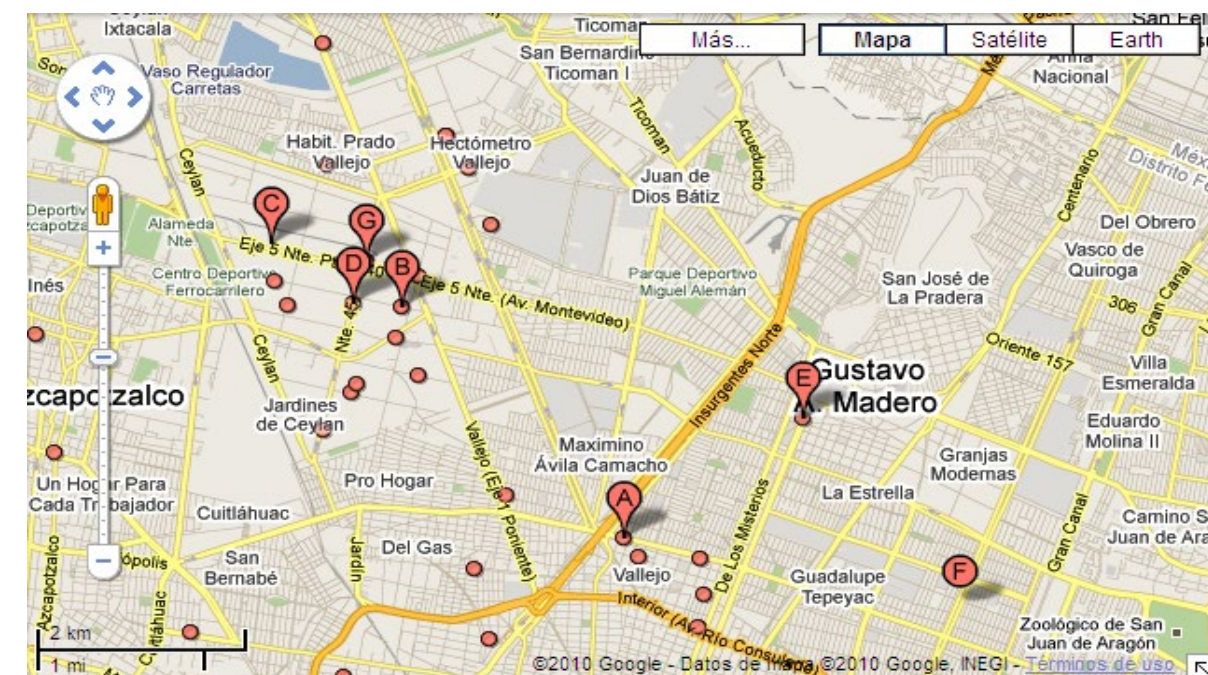 Ixtacala
Ticoman
San Bernardino
Ticoman I
Más...
Mapa
Satélite
Earth
San Fel
Anna
Nacional
Vaso Regulador
Carretas
Habit. Prado
Vallejo
Hectómetro
Vallejo
Ticoman
Acueducto
Juan de
Dios Bátiz
Centenario
Distrito Fe
Ceylan
Deportiv
Alameda
Nte.
C
G
D
B
Eje 5 Nte.
Eje 5 Nte. (Av. Montevideo)
Centro Deportivo
Ferrocarrilero
Inés
Parque Deportivo
Miguel Alemán
San José de
La Pradera
Del Obrero
Vasco de
Quiroga
Gran Canal
306
Oriente 157
Villa
Esmeralda
Nte. 45
Ceylan
zcapotzalco
Jardines
de Ceylan
Insurgentes Norte
E
Gustavo
A. Madero
Eduardo
Molina II
Maximino
Ávila Camacho
Granjas
Modernas
Vallejo (Eje 1 Poniente)
Un Hogar Para
Cada Trabajador
Cuitláhuac
Pro Hogar
A
La Estrella
De Los Misterios
Gran Canal
Camino S
Juan de Ara
San
Bernabé
Jardín
Del Gas
Vallejo
Guadalupe
Tepeyac
F
Azcapotzalco
Cuitláhuac
Interior (Av. Río Consulado)
Zoológico de San
Juan de Aragón
2 km
1 mi
©2010 Google - Datos de mapa ©2010 Google, INEGI - Términos de uso